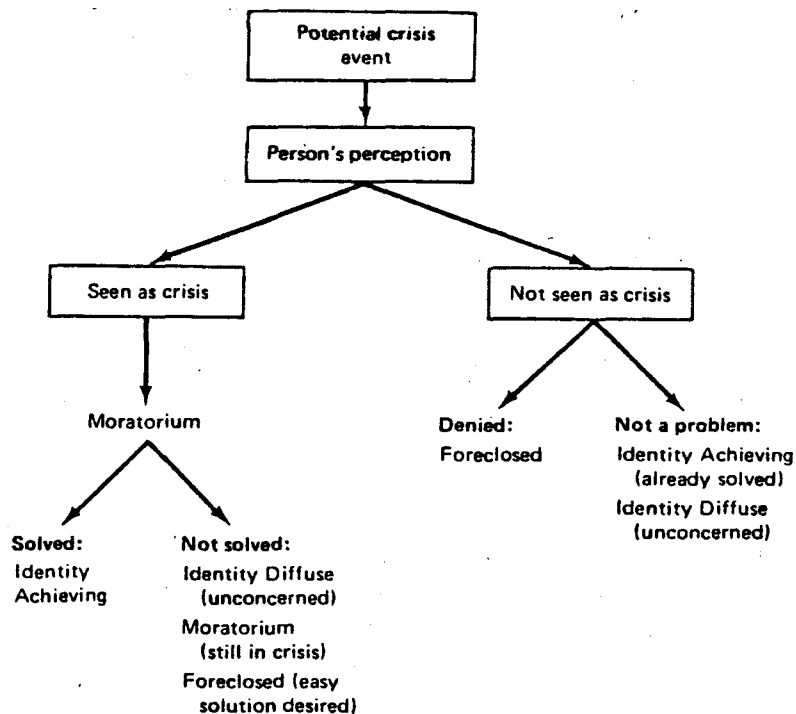 Potential crisis
event
Person's perception
Seen as crisis
Not seen as crisis
Moratorium
Denied:
Foreclosed
Not a problem:
Identity Achieving
(already solved)
Identity Diffuse
(unconcerned)
Solved:
Identity
Achieving
Not solved:
Identity Diffuse
(unconcerned)
Moratorium
(still in crisis)
Foreclosed (easy
solution desired)